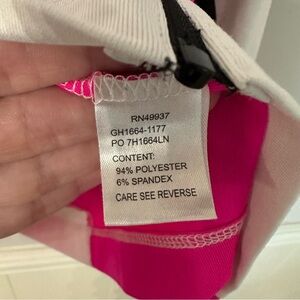 RN49937
GH1664-1177
PO 7H1664LN
CONTENT:
94% POLYESTER
6% SPANDEX
CARE SEE REVERSE